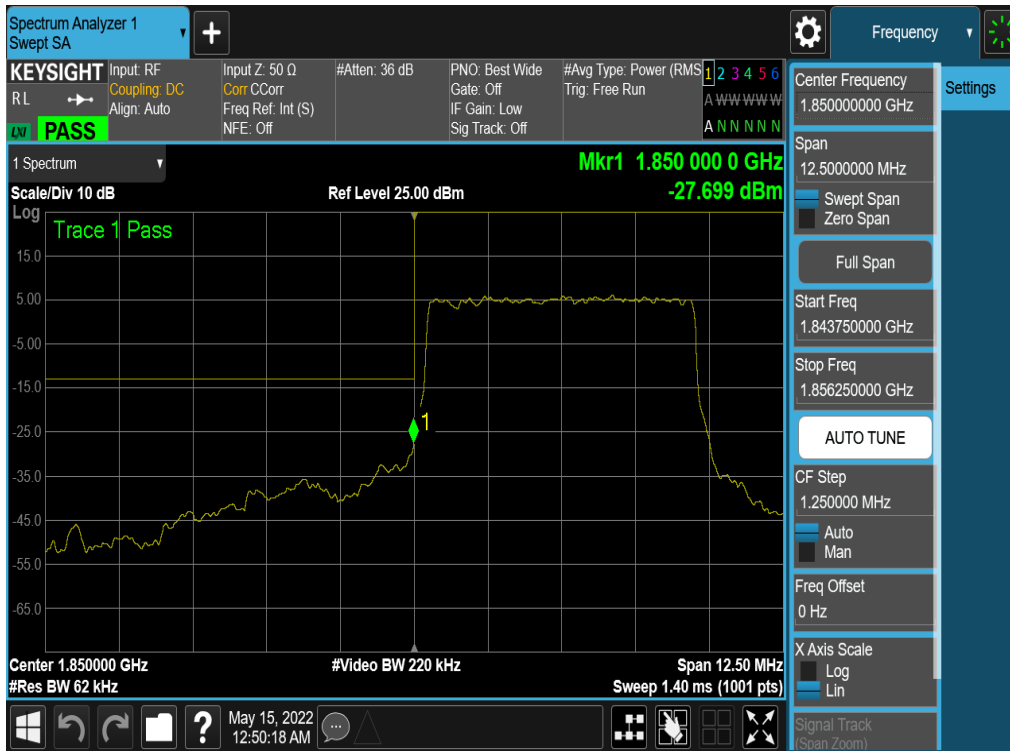 Spectrum Analyzer 1
Swept SA
+
Frequency
KEYSIGHT
R L
LXI
PASS
Input: RF
Coupling: DC
Align: Auto
Input Z: 50 Ω
Corr CCorr
Freq Ref: Int (S)
NFE: Off
#Atten: 36 dB
PNO: Best Wide
Gate: Off
IF Gain: Low
Sig Track: Off
#Avg Type: Power (RMS
Trig: Free Run
1 2 3 4 5 6
A W W W W W
A N N N N N
1 Spectrum
Scale/Div 10 dB
Ref Level 25.00 dBm
Mkr1 1.850 000 0 GHz
-27.699 dBm
Log
Trace 1 Pass
15.0
5.00
-5.00
-15.0
-25.0
-35.0
-45.0
-55.0
-65.0
1
Center 1.850000 GHz
#Video BW 220 kHz
Span 12.50 MHz
#Res BW 62 kHz
Sweep 1.40 ms (1001 pts)
May 15, 2022
12:50:18 AM
?
Center Frequency
1.850000000 GHz
Span
12.5000000 MHz
Swept Span
Zero Span
Full Span
Start Freq
1.843750000 GHz
Stop Freq
1.856250000 GHz
AUTO TUNE
CF Step
1.250000 MHz
Auto
Man
Freq Offset
0 Hz
X Axis Scale
Log
Lin
Signal Track
(Span Zoom)
Settings